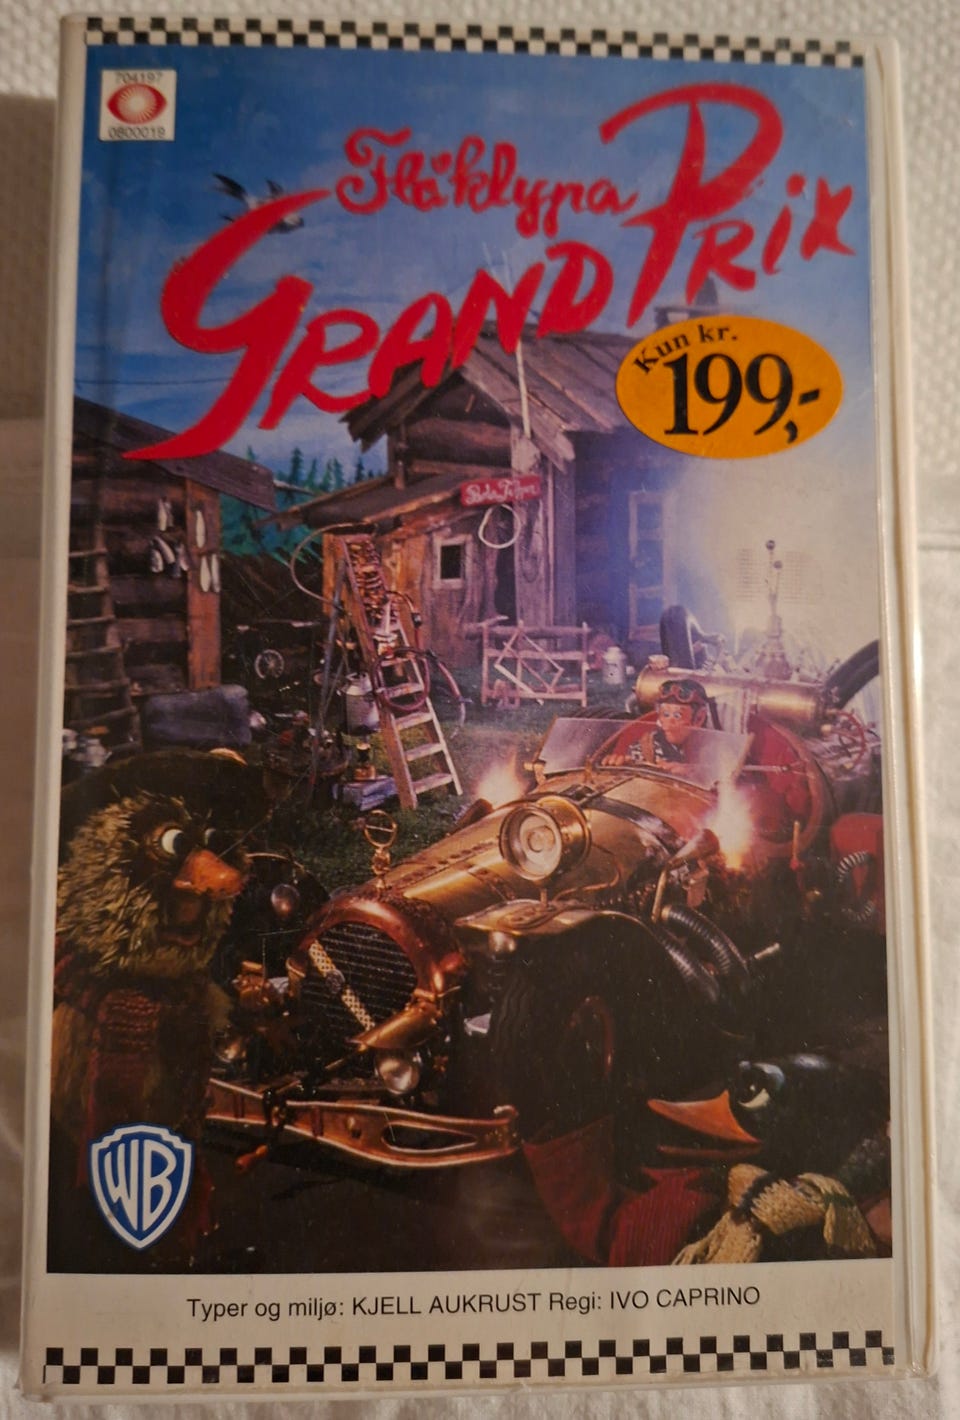 704197
0800019
Flåklypa
GRAND PRIX
Kun kr.
199,-
WB
Typer og miljø: KJELL AUKRUST Regi: IVO CAPRINO